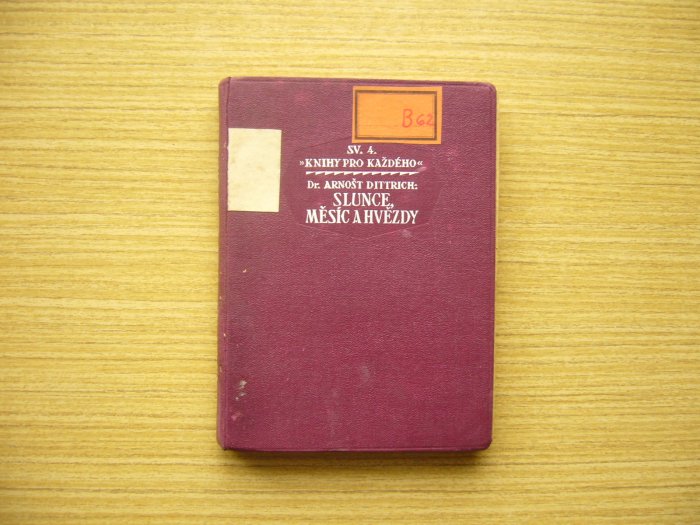 B 62
SV. 4.
»KNIHY PRO KAŽDÉHO«
Dr. ARNOŠT DITTRICH:
SLUNCE,
MĚSÍC A HVĚZDY